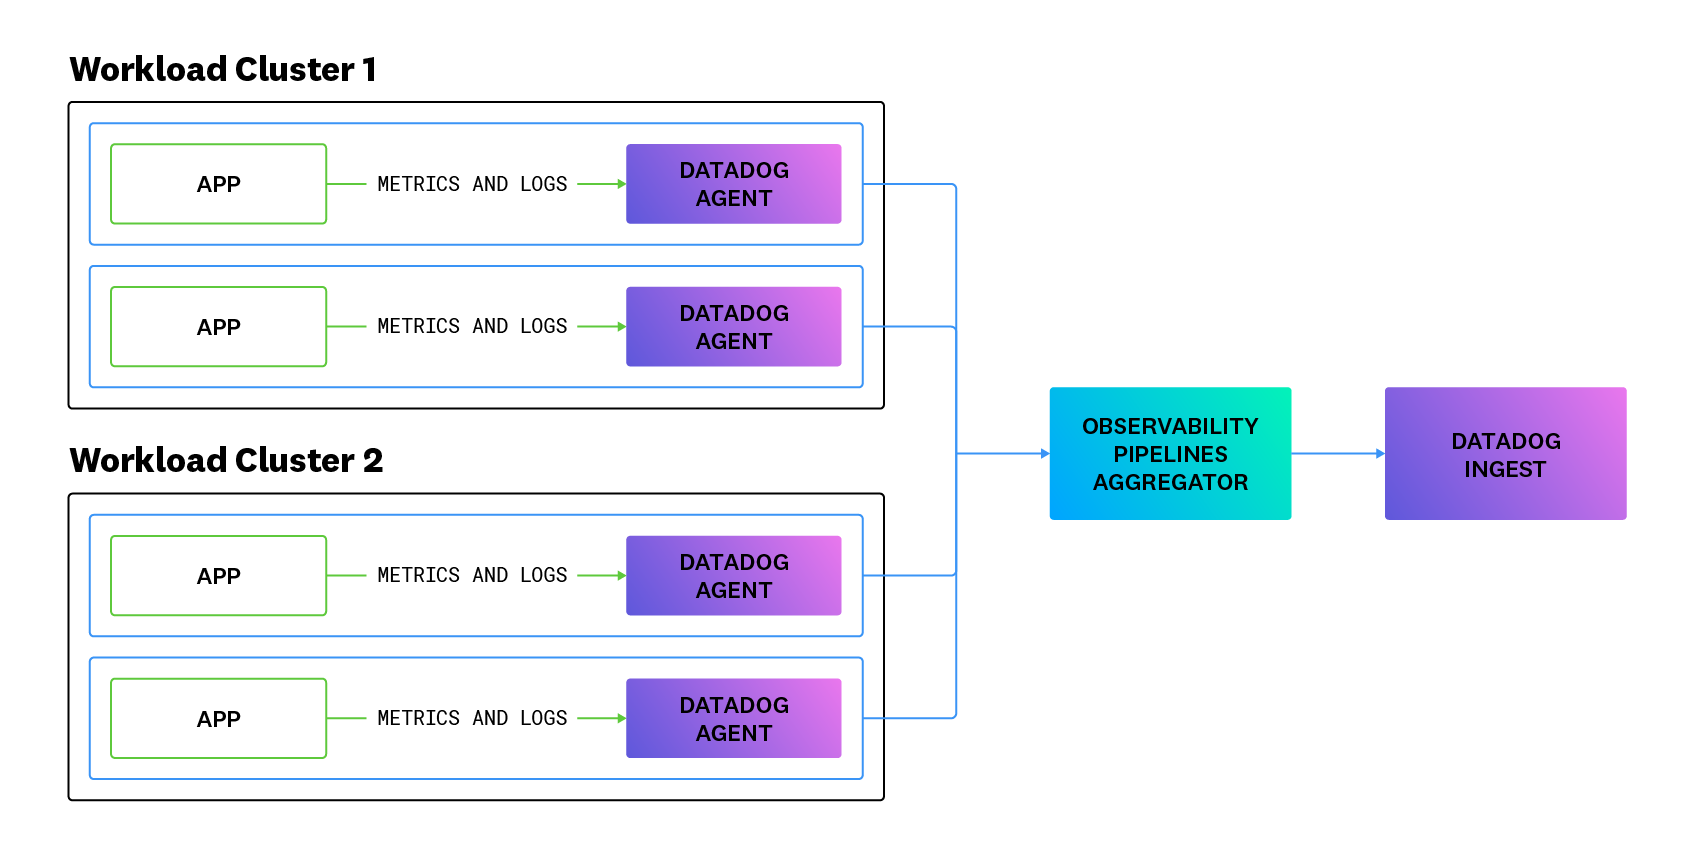 Workload Cluster 1
APP
METRICS AND LOGS
DATADOG
AGENT
APP
METRICS AND LOGS
DATADOG
AGENT
Workload Cluster 2
APP
METRICS AND LOGS
DATADOG
AGENT
APP
METRICS AND LOGS
DATADOG
AGENT
OBSERVABILITY
PIPELINES
AGGREGATOR
DATADOG
INGEST